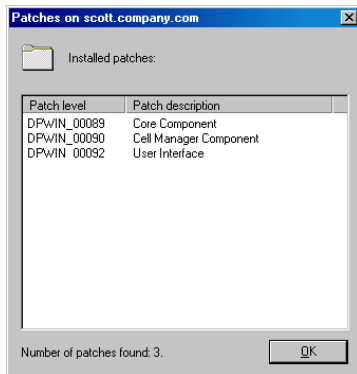 Patches on scott.company.com
Installed patches:
Patch level Patch description
DPWIN_00089 Core Component
DPWIN_00090 Cell Manager Component
DPWIN_00092 User Interface
Number of patches found: 3.
OK